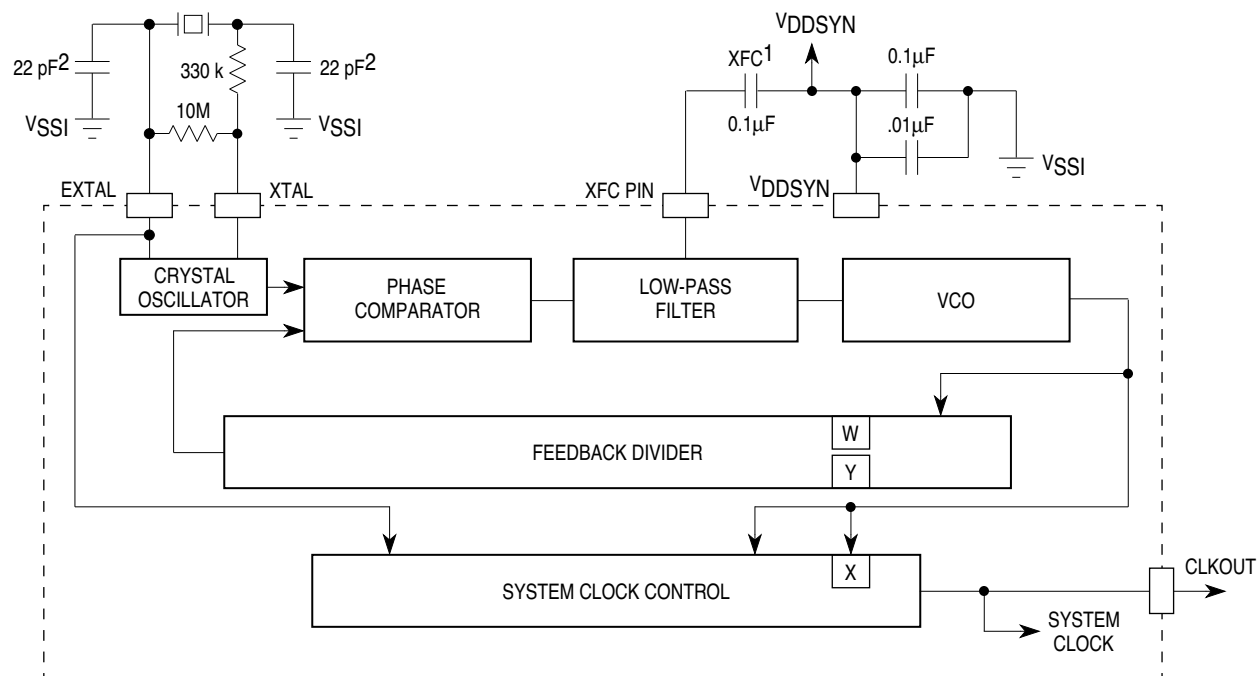 22 pF2
330 k
22 pF2
10M
VSSI
VSSI
VDDSYN
XFC1
0.1µF
0.1µF
.01µF
VSSI
EXTAL
XTAL
XFC PIN
VDDSYN
CRYSTAL
OSCILLATOR
PHASE
COMPARATOR
LOW-PASS
FILTER
VCO
FEEDBACK DIVIDER
W
Y
SYSTEM CLOCK CONTROL
X
CLKOUT
SYSTEM
CLOCK